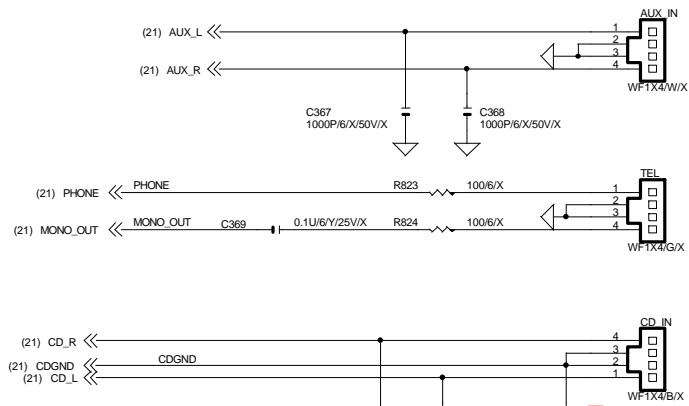 AUX_IN
(21) AUX_L 1
2
3
(21) AUX_R 4
WF1X4/W/X
C367
1000P/6/X/50V/X
C368
1000P/6/X/50V/X
TEL
(21) PHONE PHONE R823 100/6/X 1
2
3
(21) MONO_OUT MONO_OUT C369 0.1U/6/Y/25V/X R824 100/6/X 4
WF1X4/G/X
CD_IN
(21) CD_R 4
3
(21) CDGND CDGND 2
(21) CD_L 1
WF1X4/B/X